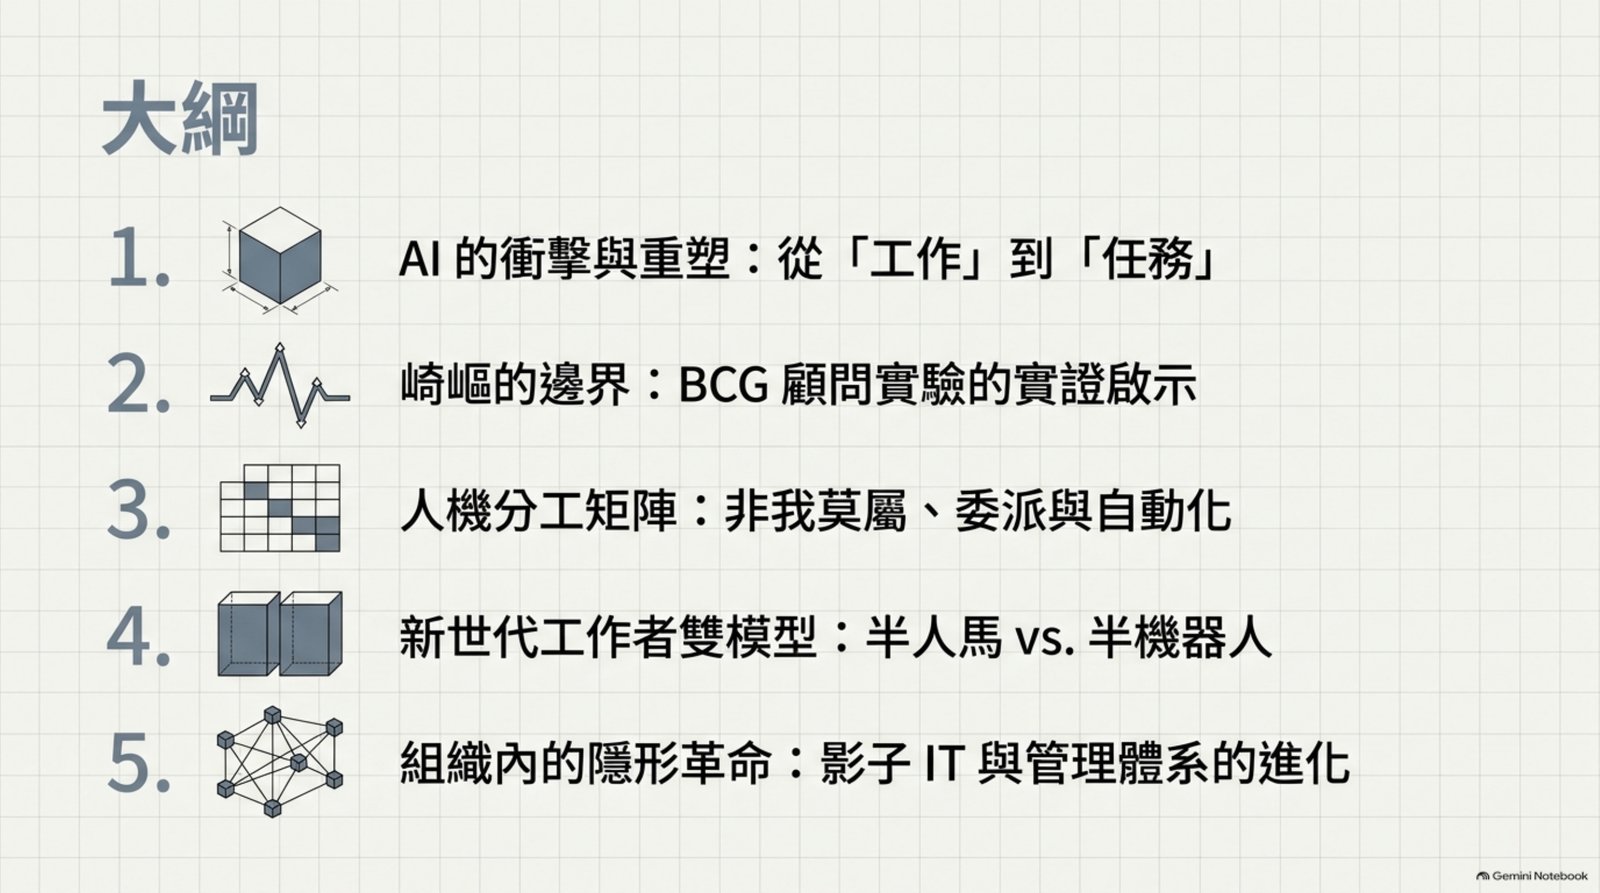 大綱
1. AI 的衝擊與重塑：從「工作」到「任務」
2. 崎嶇的邊界：BCG 顧問實驗的實證啟示
3. 人機分工矩陣：非我莫屬、委派與自動化
4. 新世代工作者雙模型：半人馬 vs. 半機器人
5. 組織內的隱形革命：影子 IT 與管理體系的進化
Gemini Notebook